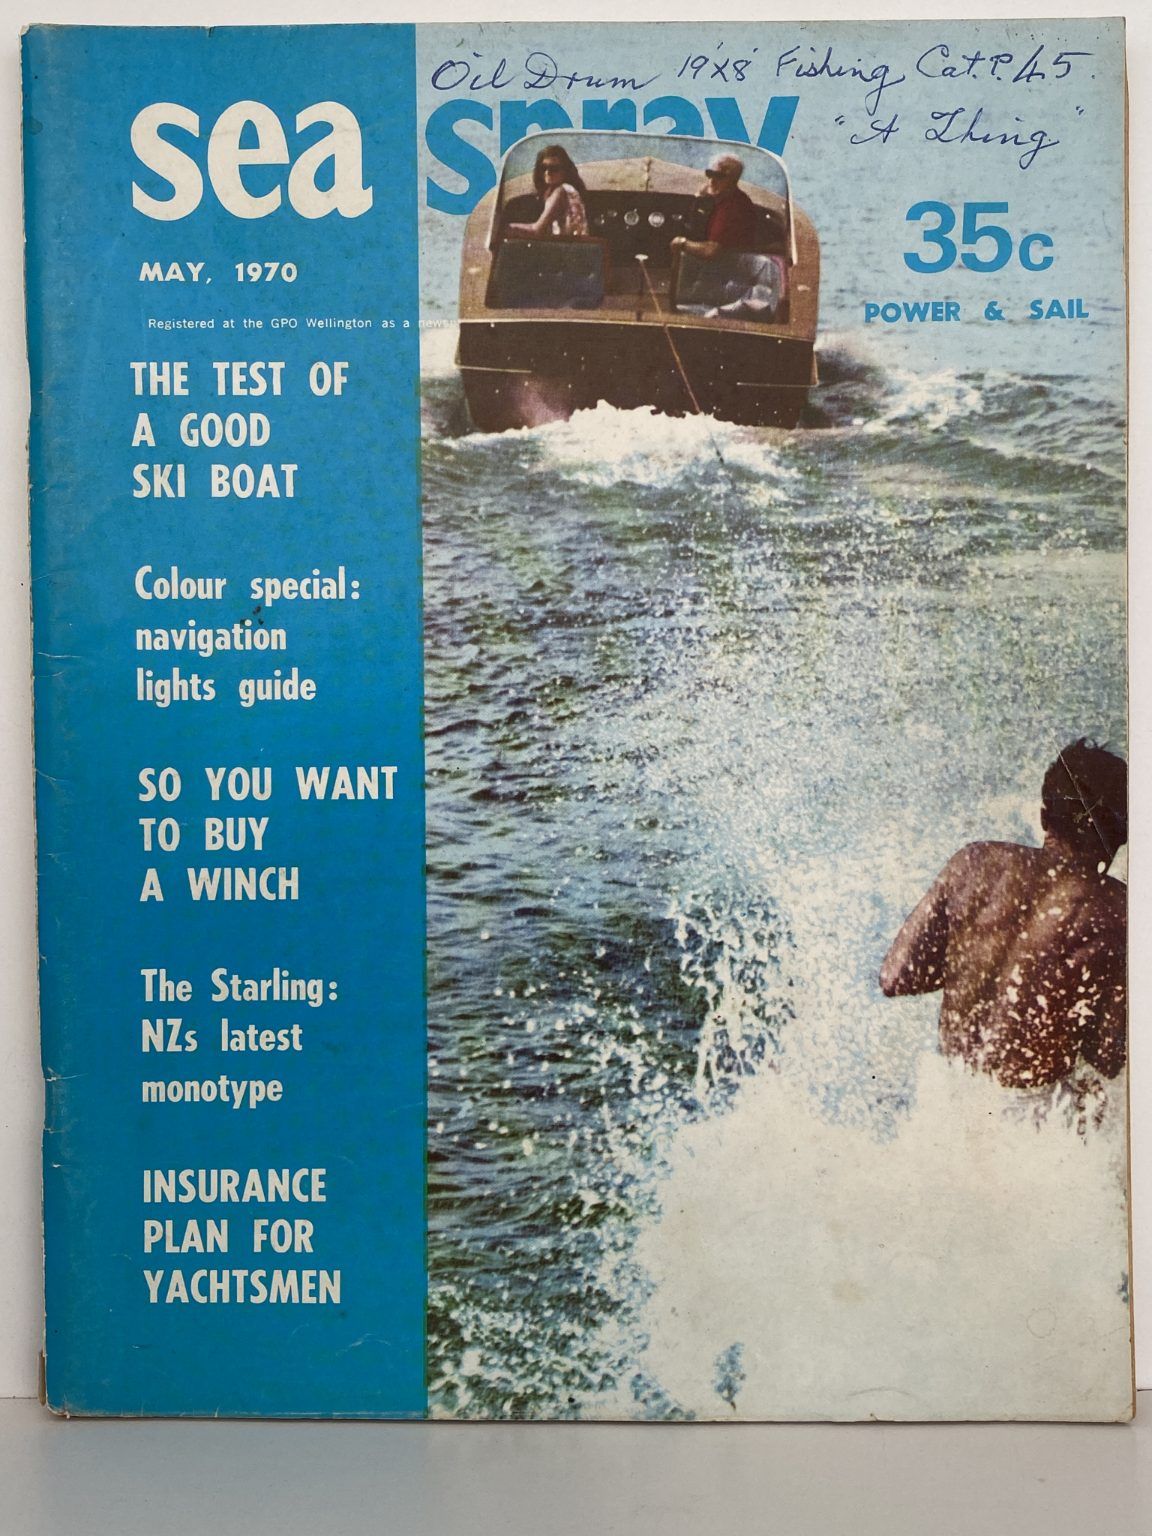 Oil Drum 19'x8' Fishing Cat. P. 45.
"A Thing"
sea spray
MAY, 1970
35c
POWER & SAIL
Registered at the GPO Wellington as a
THE TEST OF
A GOOD
SKI BOAT
Colour special:
navigation
lights guide
SO YOU WANT
TO BUY
A WINCH
The Starling:
NZs latest
monotype
INSURANCE
PLAN FOR
YACHTSMEN